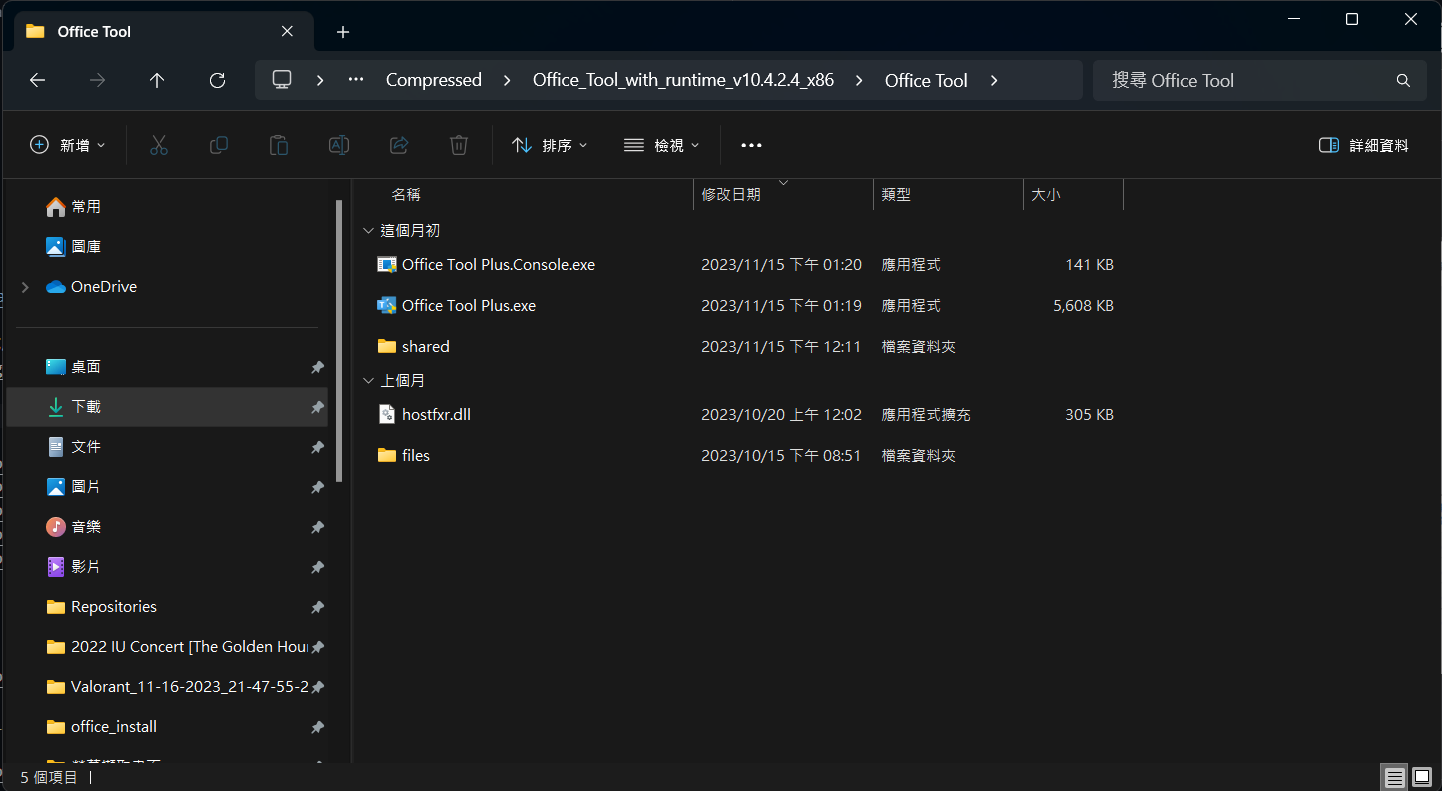 Office Tool
Compressed Office_Tool_with_runtime_v10.4.2.4_x86 Office Tool 搜尋 Office Tool
新增 排序 檢視 詳細資料
常用
圖庫
OneDrive
桌面
下載
文件
圖片
音樂
影片
Repositories
2022 IU Concert [The Golden Hou
Valorant_11-16-2023_21-47-55-2
office_install
名稱 修改日期 類型 大小
這個月初
Office Tool Plus.Console.exe 2023/11/15 下午 01:20 應用程式 141 KB
Office Tool Plus.exe 2023/11/15 下午 01:19 應用程式 5,608 KB
shared 2023/11/15 下午 12:11 檔案資料夾
上個月
hostfxr.dll 2023/10/20 上午 12:02 應用程式擴充 305 KB
files 2023/10/15 下午 08:51 檔案資料夾
5 個項目